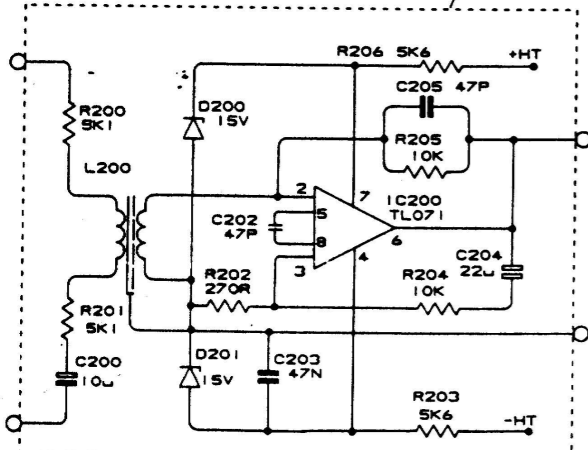 R206 5K6
+HT
C205 47P
R200
5K1
D200
15V
R205
10K
L200
2
7
IC200
TL071
5
C202
47P
8
6
3
4
C204
22u
R202
270R
R204
10K
R201
5K1
C200
10u
D201
15V
C203
47N
R203
5K6
-HT